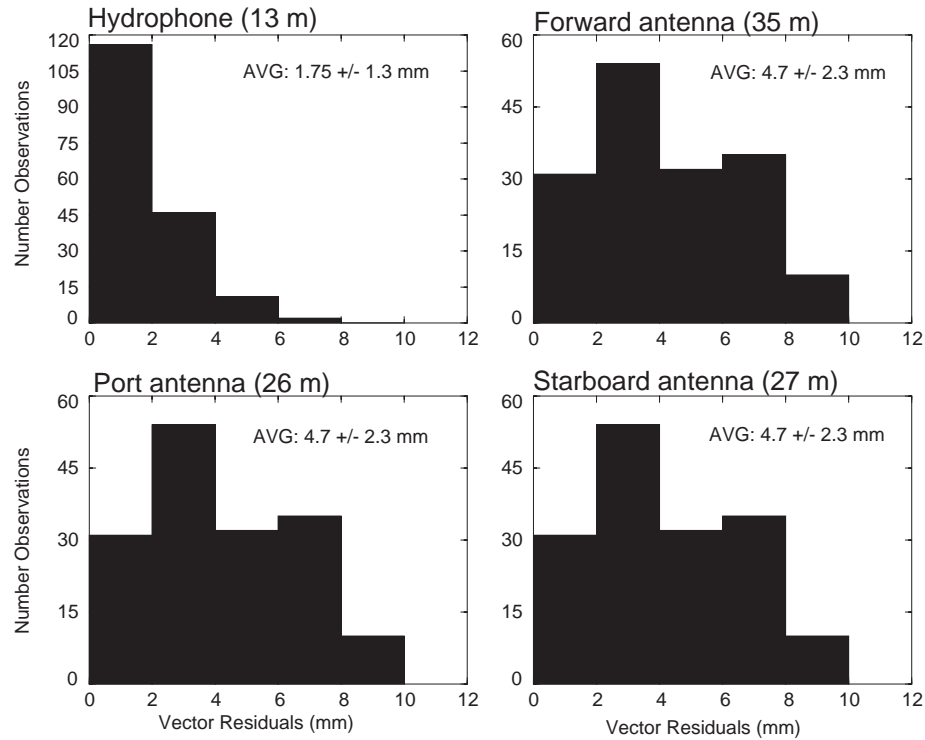 Hydrophone (13 m)
AVG: 1.75 +/- 1.3 mm
Number Observations
120
105
90
75
60
45
30
15
0
0 2 4 6 8 10 12
Forward antenna (35 m)
AVG: 4.7 +/- 2.3 mm
60
45
30
15
0
0 2 4 6 8 10 12
Port antenna (26 m)
AVG: 4.7 +/- 2.3 mm
Number Observations
60
45
30
15
0
0 2 4 6 8 10 12
Vector Residuals (mm)
Starboard antenna (27 m)
AVG: 4.7 +/- 2.3 mm
60
45
30
15
0
0 2 4 6 8 10 12
Vector Residuals (mm)